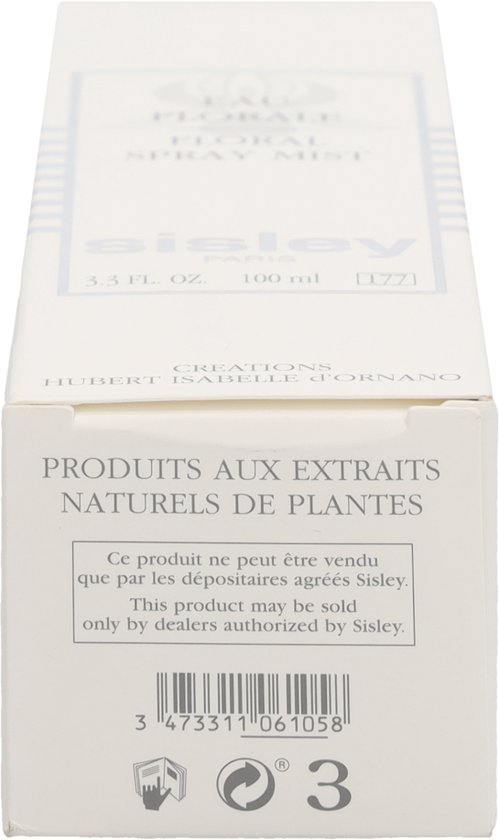 EAU
FLORALE
FLORAL
SPRAY MIST
sisley
PARIS
3.3 FL. OZ. 100 ml 177
CREATIONS
HUBERT ISABELLE d'ORNANO
PRODUITS AUX EXTRAITS
NATURELS DE PLANTES
Ce produit ne peut être vendu
que par les dépositaires agréés Sisley.
This product may be sold
only by dealers authorized by Sisley.
3 473311 061058
® 3